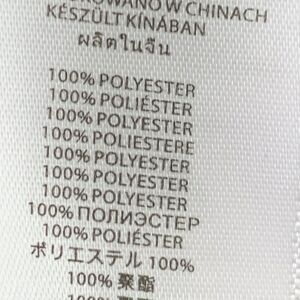 W CHINACH
KÉSZÜLT KÍNÁBAN
ผลิตในจีน
100% POLYESTER
100% POLIÉSTER
100% POLYESTER
100% POLIESTERE
100% POLYESTER
100% POLYESTER
100% POLYESTER
100% ПОЛИЭСТЕР
100% POLIÉSTER
ポリエステル 100%
100% 聚酯